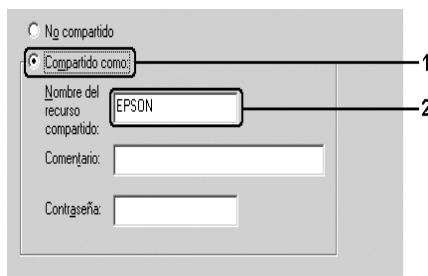 No compartido
Compartido como:
1
Nombre del
recurso
compartido:
EPSON
2
Comentario:
Contraseña: